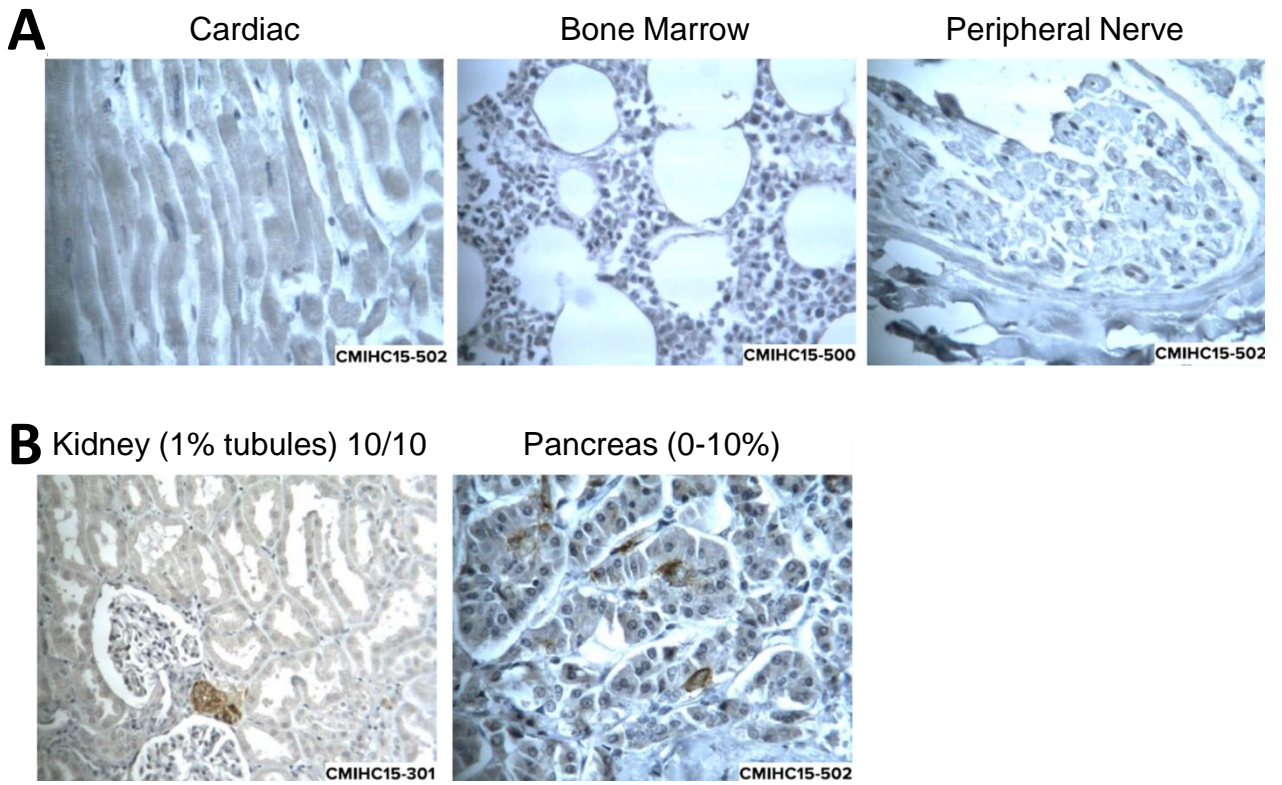 A
Cardiac
Bone Marrow
Peripheral Nerve
CMIHC15-502
CMIHC15-500
CMIHC15-502
B
Kidney (1% tubules) 10/10
Pancreas (0-10%)
CMIHC15-301
CMIHC15-502